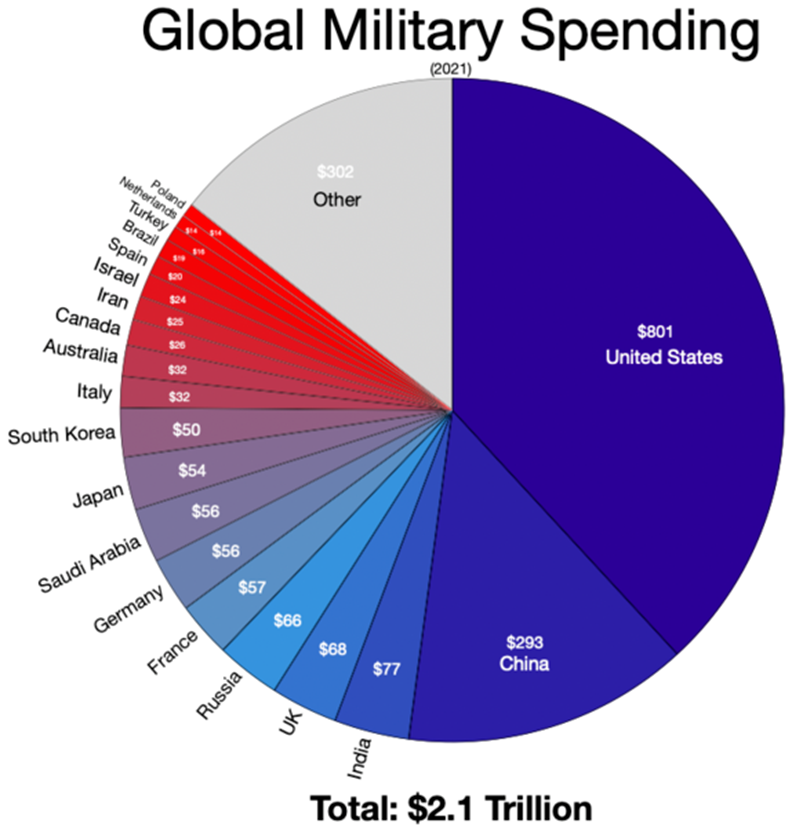 Global Military Spending
(2021)
$801
United States
$293
China
$77
India
$68
UK
$66
Russia
$57
France
$56
Germany
$56
Saudi Arabia
$54
Japan
$50
South Korea
$32
Italy
$32
Australia
$26
Canada
$25
Iran
$24
Israel
$20
Spain
$19
Brazil
Turkey
$14
Netherlands
$14
Poland
$302
Other
Total: $2.1 Trillion